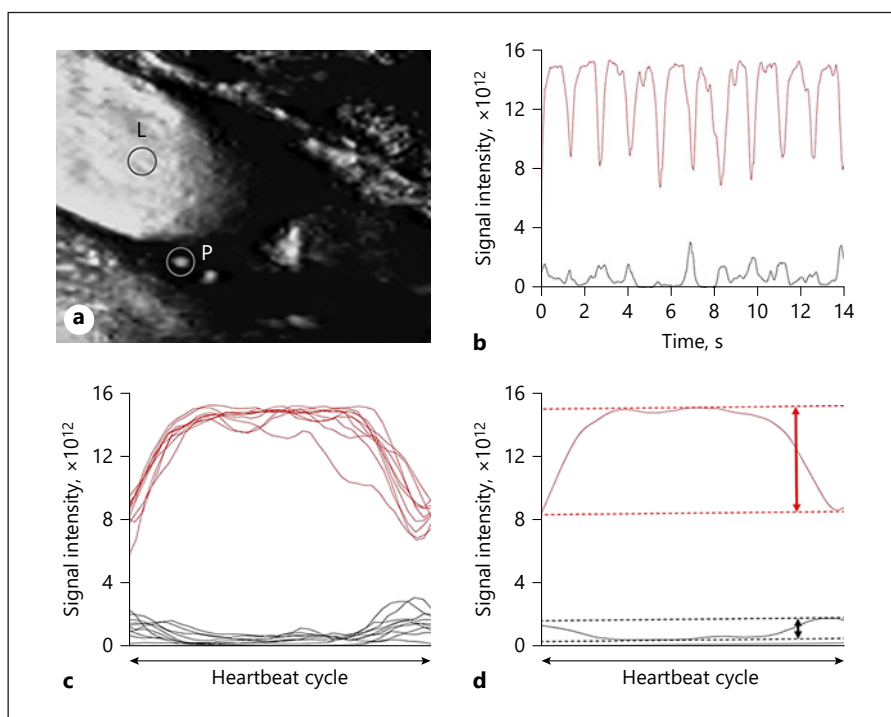 L
P
a
16
12
8
4
0
Signal intensity, ×10¹²
0 2 4 6 8 10 12 14
Time, s
b
16
12
8
4
0
Signal intensity, ×10¹²
Heartbeat cycle
c
16
12
8
4
0
Signal intensity, ×10¹²
Heartbeat cycle
d